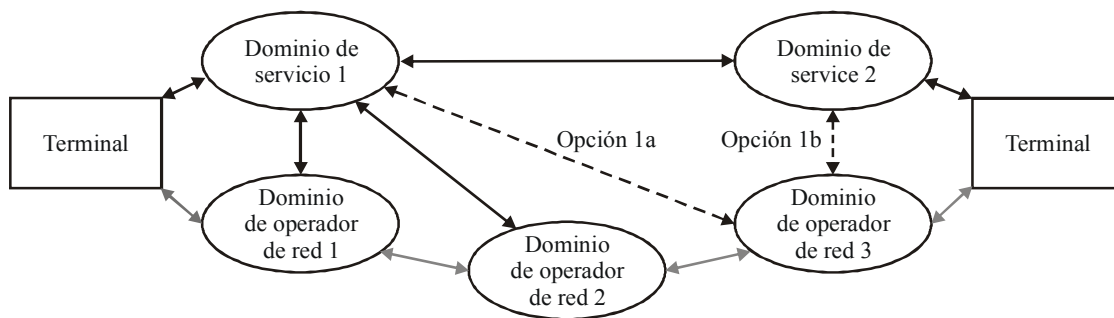 Dominio de
servicio 1
Dominio de
service 2
Terminal
Opción 1a
Opción 1b
Terminal
Dominio
de operador
de red 1
Dominio
de operador
de red 2
Dominio
de operador
de red 3